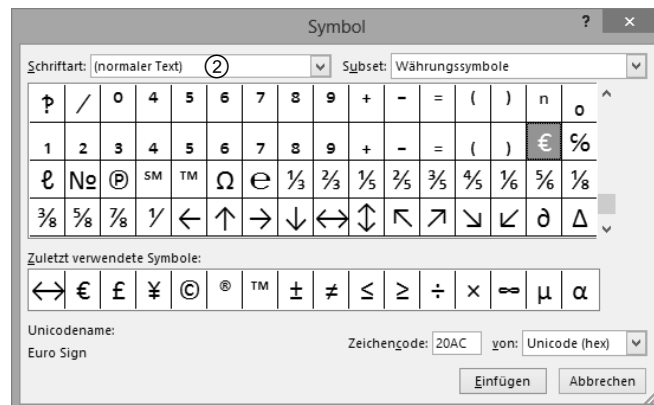 Symbol ? ×
Schriftart: (normaler Text) ② Subset: Währungssymbole
‽ ⁄ ⁰ ⁴ ⁵ ⁶ ⁷ ⁸ ⁹ ⁺ ⁻ ⁼ ⁽ ⁾ ⁿ ₀
₁ ₂ ₃ ₄ ₅ ₆ ₇ ₈ ₉ ₊ ₋ ₌ ₍ ₎ € ℅
ℓ № ℗ ℠ ™ Ω ℮ ⅓ ⅔ ⅕ ⅖ ⅗ ⅘ ⅙ ⅚ ⅛
⅜ ⅝ ⅞ ⅟ ← ↑ → ↓ ↔ ↕ ↖ ↗ ↘ ↙ ∂ ∆
Zuletzt verwendete Symbole:
↔ € £ ¥ © ® ™ ± ≠ ≤ ≥ ÷ × ∞ µ α
Unicodename:
Euro Sign
Zeichencode: 20AC von: Unicode (hex)
Einfügen Abbrechen